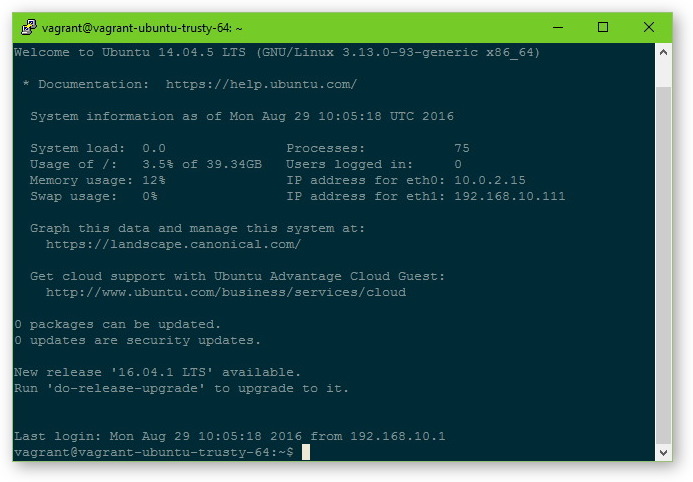 vagrant@vagrant-ubuntu-trusty-64: ~
Welcome to Ubuntu 14.04.5 LTS (GNU/Linux 3.13.0-93-generic x86_64)
* Documentation:  https://help.ubuntu.com/
System information as of Mon Aug 29 10:05:18 UTC 2016
System load:  0.0               Processes:           75
Usage of /:   3.5% of 39.34GB   Users logged in:     0
Memory usage: 12%               IP address for eth0: 10.0.2.15
Swap usage:   0%                IP address for eth1: 192.168.10.111
Graph this data and manage this system at:
https://landscape.canonical.com/
Get cloud support with Ubuntu Advantage Cloud Guest:
http://www.ubuntu.com/business/services/cloud
0 packages can be updated.
0 updates are security updates.
New release '16.04.1 LTS' available.
Run 'do-release-upgrade' to upgrade to it.
Last login: Mon Aug 29 10:05:18 2016 from 192.168.10.1
vagrant@vagrant-ubuntu-trusty-64:~$